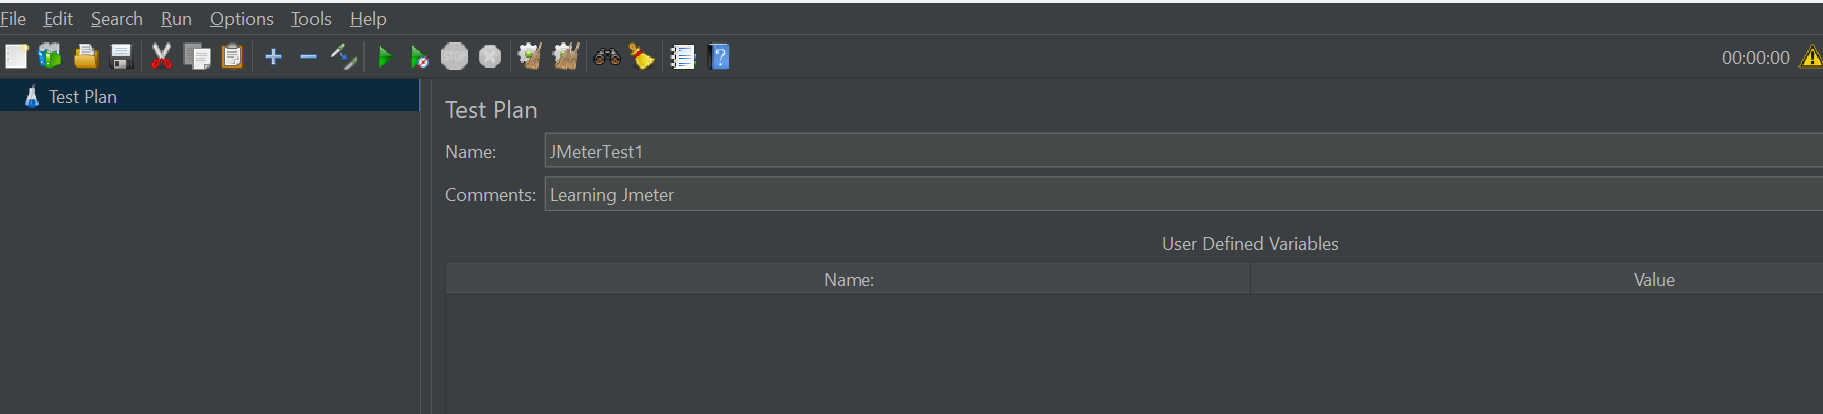 File Edit Search Run Options Tools Help
STOP 00:00:00
Test Plan
Test Plan
Name: JMeterTest1
Comments: Learning Jmeter
User Defined Variables
Name: Value